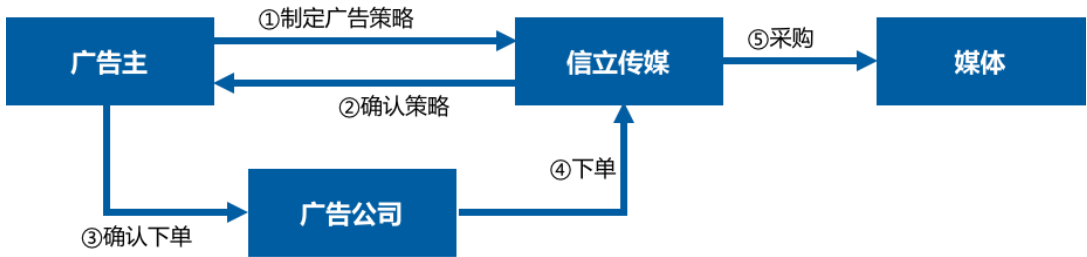 ①制定广告策略
广告主
信立传媒
⑤采购
媒体
②确认策略
④下单
广告公司
③确认下单